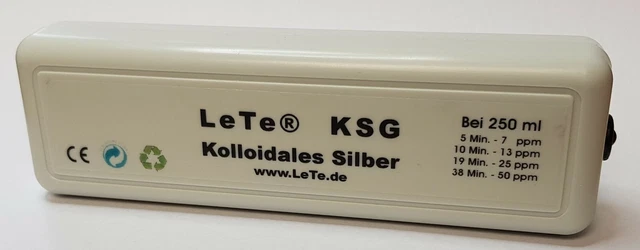 LeTe® KSG
Kolloidales Silber
www.LeTe.de
CE
Bei 250 ml
5 Min. - 7 ppm
10 Min. - 13 ppm
19 Min. - 25 ppm
38 Min. - 50 ppm